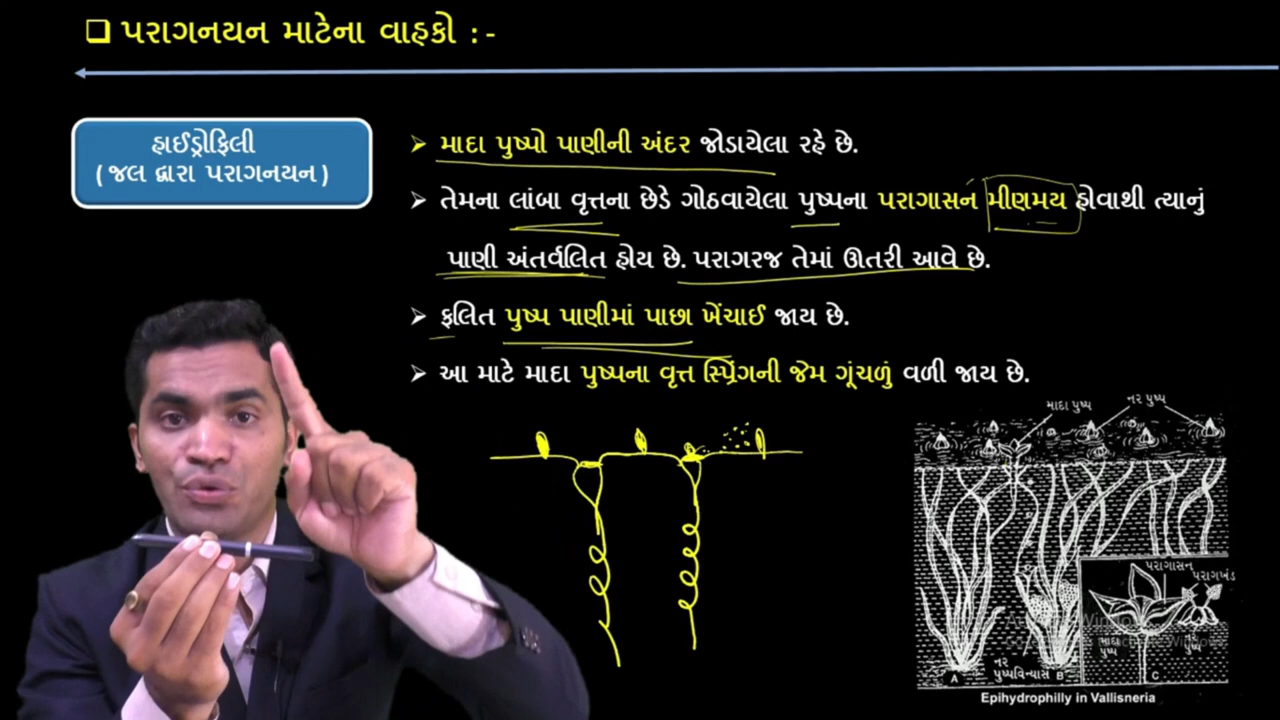 ❑ પરાગનયન માટેના વાહકો :-
હાઈડ્રોફિલી
( જલ દ્વારા પરાગનયન )
➢ માદા પુષ્પો પાણીની અંદર જોડાયેલા રહે છે.
➢ તેમના લાંબા વૃત્તના છેડે ગોઠવાયેલા પુષ્પના પરાગાસન મીણમય હોવાથી ત્યાનું
પાણી અંતર્વલિત હોય છે. પરાગરજ તેમાં ઊતરી આવે છે.
➢ ફલિત પુષ્પ પાણીમાં પાછા ખેંચાઈ જાય છે.
➢ આ માટે માદા પુષ્પના વૃત્ત સ્પ્રિંગની જેમ ગૂંચળું વળી જાય છે.
માદા પુષ્પ
નર પુષ્પ
પરાગાસન
પરાગખંડ
માદા પુષ્પ
નર પુષ્પ
નર પુષ્પવિન્યાસ
A
B
C
Epihydrophilly in Vallisneria